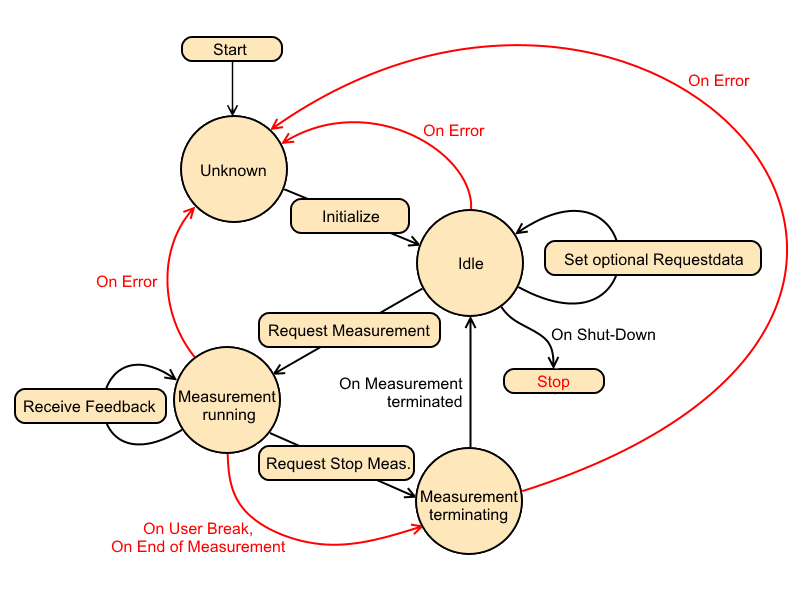 Start
On Error
On Error
Unknown
Initialize
Idle
Set optional Requestdata
On Error
Request Measurement
On Shut-Down
Stop
On Measurement
terminated
Measurement
running
Receive Feedback
Request Stop Meas.
Measurement
terminating
On User Break,
On End of Measurement